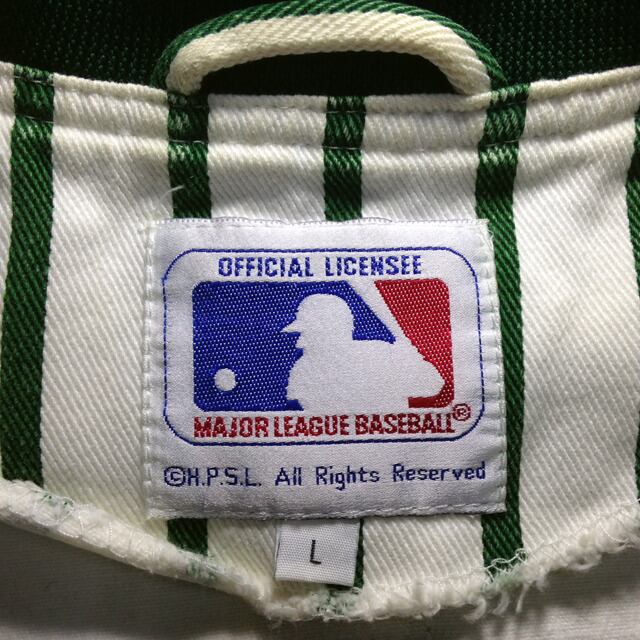 OFFICIAL LICENSEE
MAJOR LEAGUE BASEBALL®
©H.P.S.L. All Rights Reserved
L